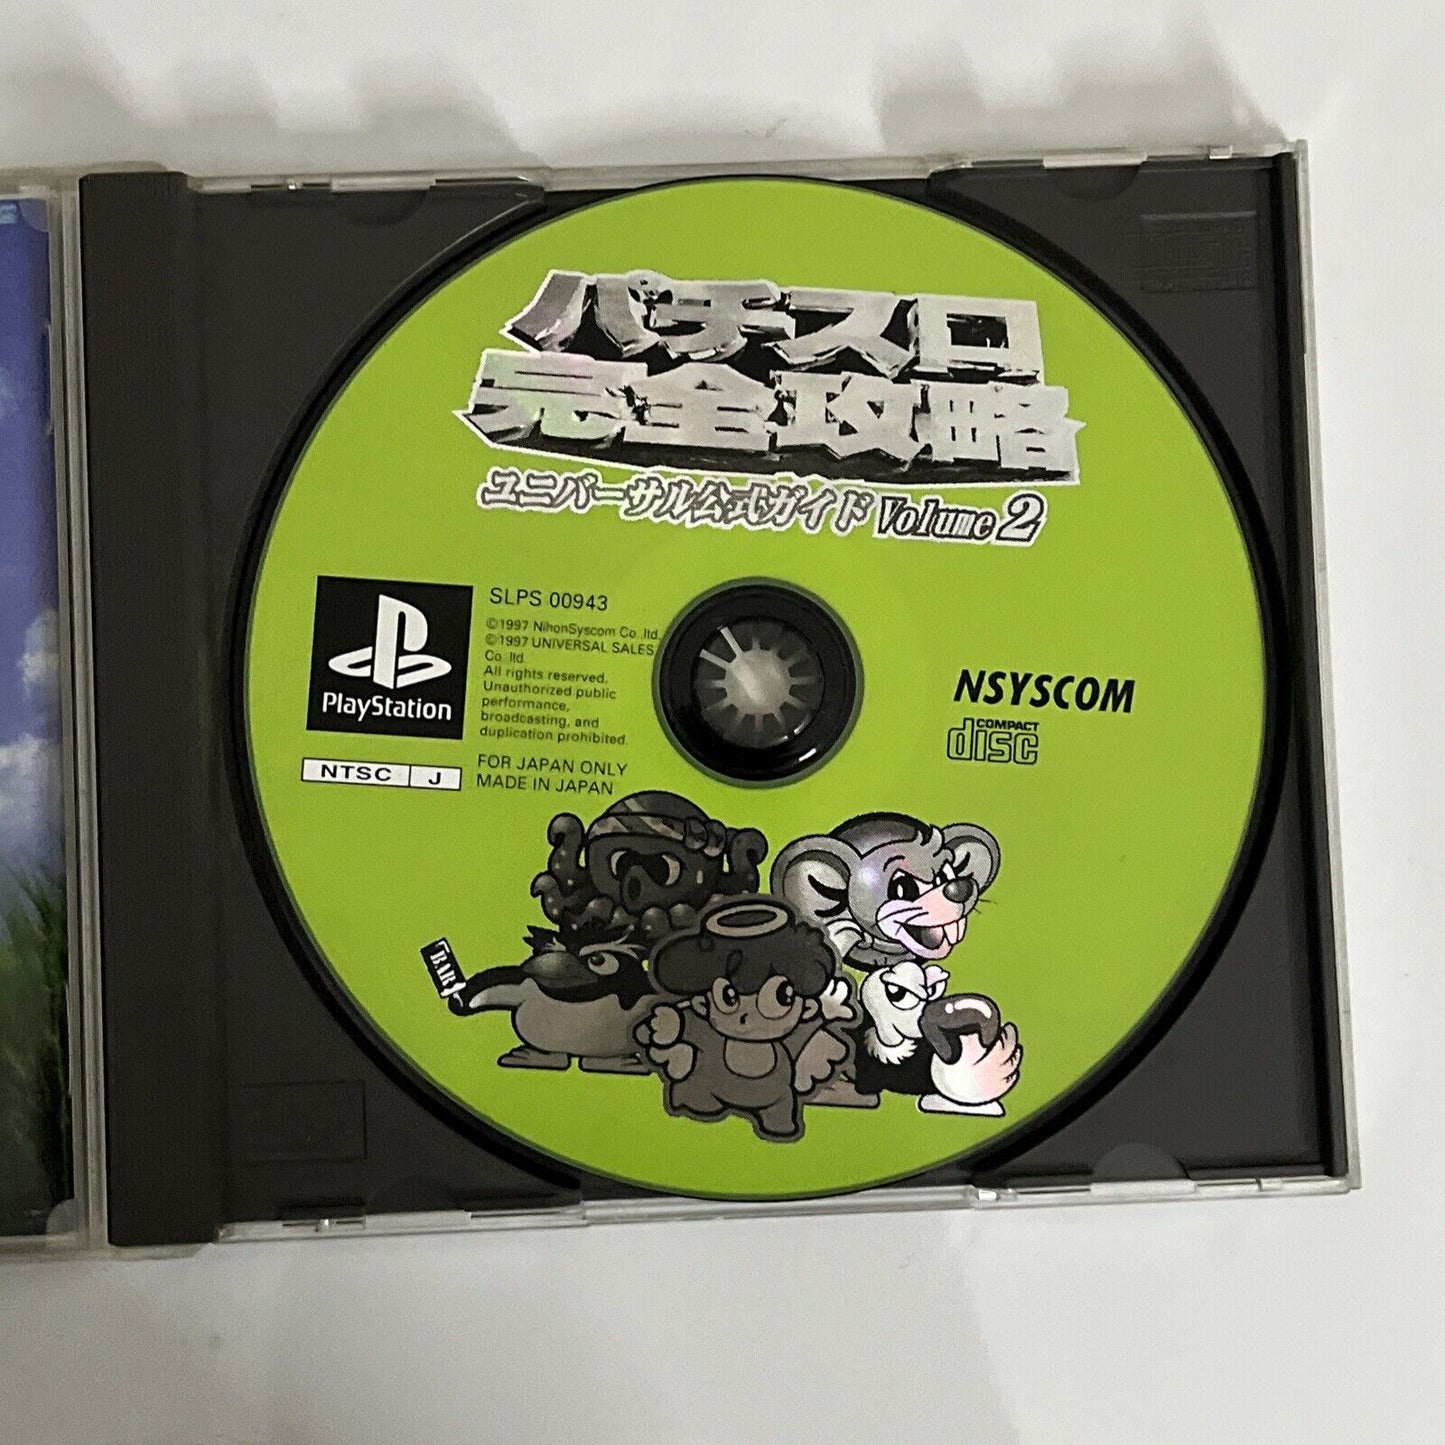 パチスロ
完全攻略
ユニバーサル公式ガイド Volume 2
PlayStation
NTSC J
SLPS 00943
©1997 NihonSyscom Co.,ltd.
©1997 UNIVERSAL SALES
Co.,ltd.
All rights reserved.
Unauthorized public
performance,
broadcasting, and
duplication prohibited.
FOR JAPAN ONLY
MADE IN JAPAN
NSYSCOM
COMPACT
disc
BAR